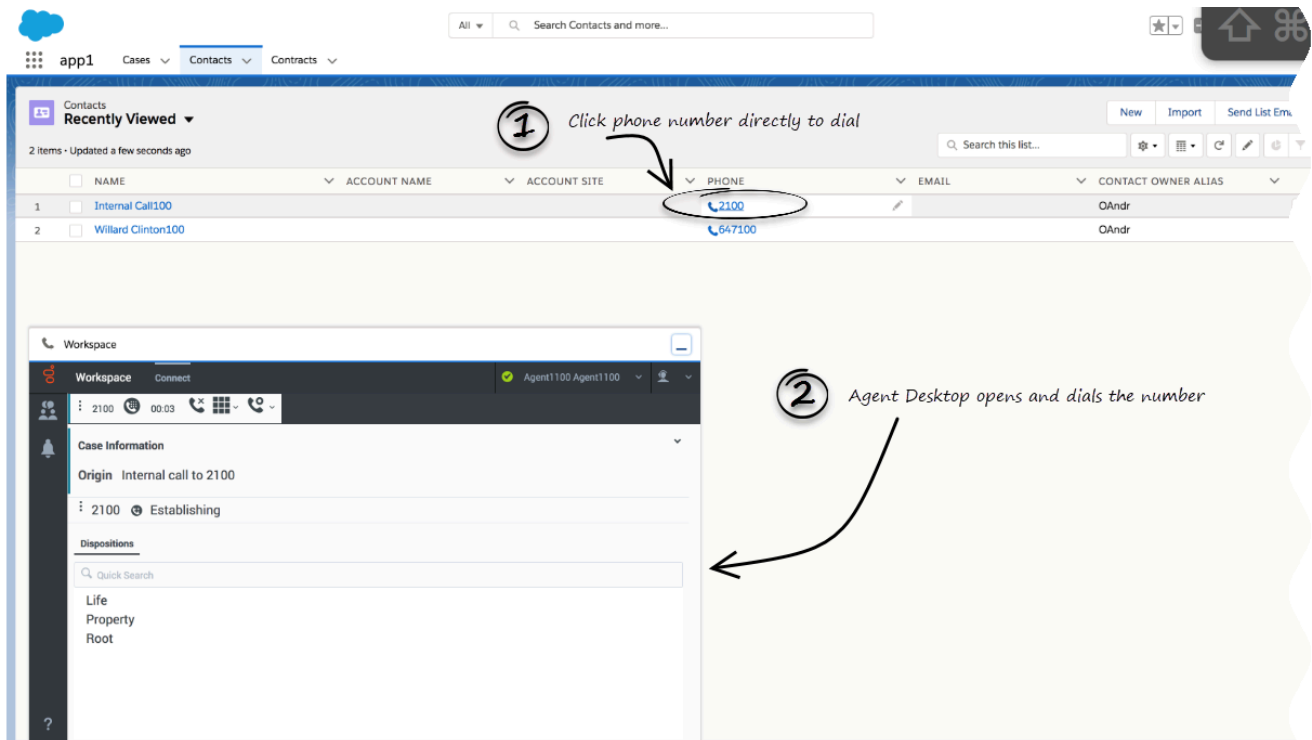 All Search Contacts and more...
app1 Cases Contacts Contracts
Contacts
Recently Viewed
New Import Send List Ema
1 Click phone number directly to dial
2 items • Updated a few seconds ago
Search this list...
NAME ACCOUNT NAME ACCOUNT SITE PHONE EMAIL CONTACT OWNER ALIAS
1 Internal Call100 2100 OAndr
2 Willard Clinton100 647100 OAndr
Workspace
Workspace Connect Agent1100 Agent1100
2 Agent Desktop opens and dials the number
2100 00:03
Case Information
Origin Internal call to 2100
2100 Establishing
Dispositions
Quick Search
Life
Property
Root
?